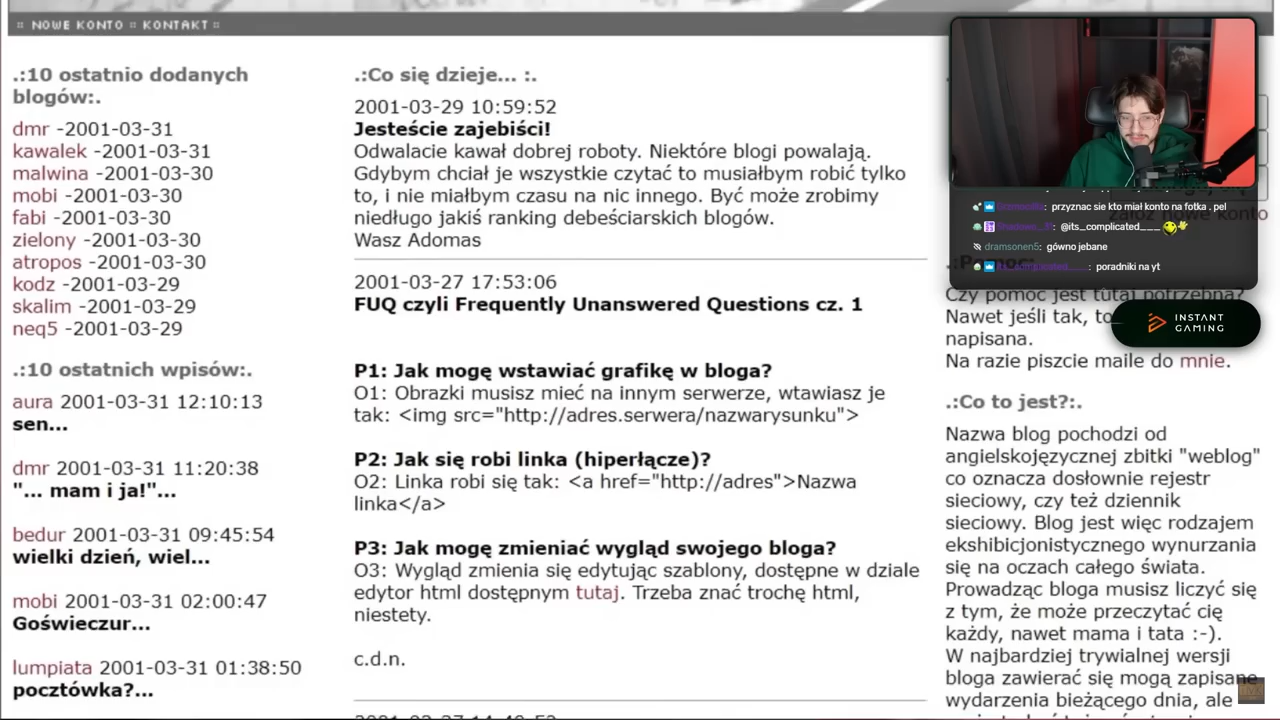 :: NOWE KONTO :: KONTAKT ::
.:10 ostatnio dodanych
blogów:.
dmr -2001-03-31
kawalek -2001-03-31
malwina -2001-03-30
mobi -2001-03-30
fabi -2001-03-30
zielony -2001-03-30
atropos -2001-03-30
kodz -2001-03-29
skalim -2001-03-29
neq5 -2001-03-29
.:10 ostatnich wpisów:.
aura 2001-03-31 12:10:13
sen...
dmr 2001-03-31 11:20:38
"... mam i ja!"...
bedur 2001-03-31 09:45:54
wielki dzień, wiel...
mobi 2001-03-31 02:00:47
Goświeczur...
lumpiata 2001-03-31 01:38:50
pocztówka?...
.:Co się dzieje... :.
2001-03-29 10:59:52
Jesteście zajebiści!
Odwalacie kawał dobrej roboty. Niektóre blogi powalają.
Gdybym chciał je wszystkie czytać to musiałbym robić tylko
to, i nie miałbym czasu na nic innego. Być może zrobimy
niedługo jakiś ranking debeściarskich blogów.
Wasz Adomas
2001-03-27 17:53:06
FUQ czyli Frequently Unanswered Questions cz. 1
P1: Jak mogę wstawiać grafikę w bloga?
O1: Obrazki musisz mieć na innym serwerze, wtawiasz je
tak: <img src="http://adres.serwera/nazwarysunku">
P2: Jak się robi linka (hiperłącze)?
O2: Linka robi się tak: <a href="http://adres">Nazwa
linka</a>
P3: Jak mogę zmieniać wygląd swojego bloga?
O3: Wygląd zmienia się edytując szablony, dostępne w dziale
edytor html dostępnym tutaj. Trzeba znać trochę html,
niestety.
c.d.n.
przyznac sie kto miał konto na fotka . pel
załóż nowe konto
@its_complicated___
dramsonen5: gówno jebane
poradniki na yt
.:Pomoc:.
Czy pomoc jest tutaj potrzebna?
Nawet jeśli tak, to
napisana.
Na razie piszcie maile do mnie.
INSTANT
GAMING
.:Co to jest?:.
Nazwa blog pochodzi od
angielskojęzycznej zbitki "weblog"
co oznacza dosłownie rejestr
sieciowy, czy też dziennik
sieciowy. Blog jest więc rodzajem
ekshibicjonistycznego wynurzania
się na oczach całego świata.
Prowadząc bloga musisz liczyć się
z tym, że może przeczytać cię
każdy, nawet mama i tata :-).
W najbardziej trywialnej wersji
bloga zawierać się mogą zapisane
wydarzenia bieżącego dnia, ale